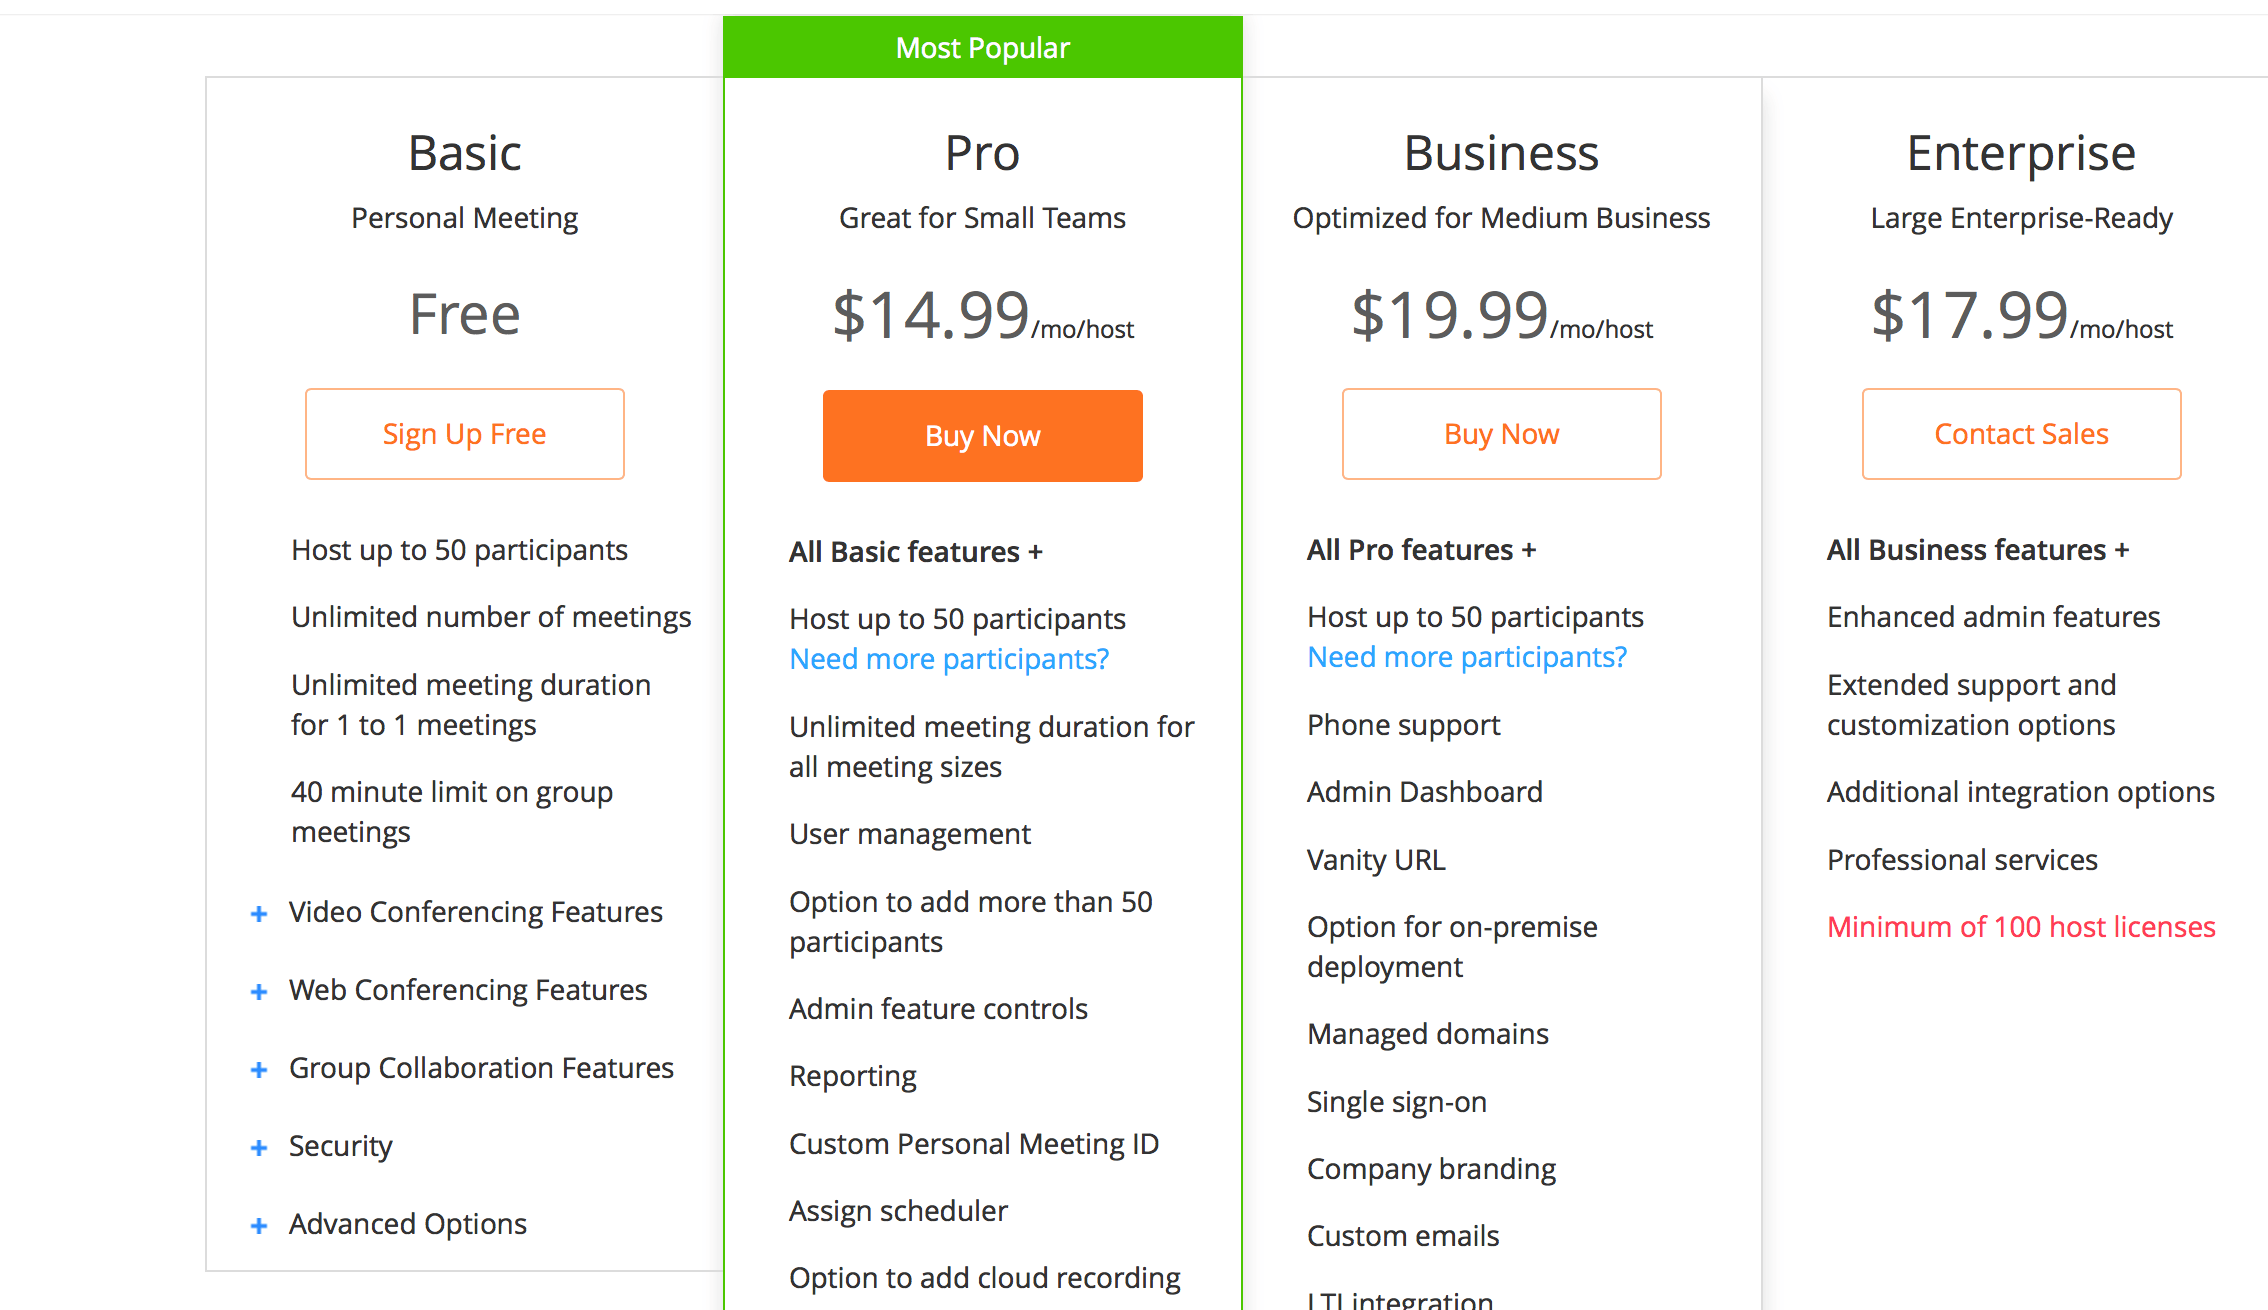 Most Popular
Basic
Personal Meeting
Free
Sign Up Free
Host up to 50 participants
Unlimited number of meetings
Unlimited meeting duration
for 1 to 1 meetings
40 minute limit on group
meetings
+ Video Conferencing Features
+ Web Conferencing Features
+ Group Collaboration Features
+ Security
+ Advanced Options
Pro
Great for Small Teams
$14.99/mo/host
Buy Now
All Basic features +
Host up to 50 participants
Need more participants?
Unlimited meeting duration for
all meeting sizes
User management
Option to add more than 50
participants
Admin feature controls
Reporting
Custom Personal Meeting ID
Assign scheduler
Option to add cloud recording
Business
Optimized for Medium Business
$19.99/mo/host
Buy Now
All Pro features +
Host up to 50 participants
Need more participants?
Phone support
Admin Dashboard
Vanity URL
Option for on-premise
deployment
Managed domains
Single sign-on
Company branding
Custom emails
LTI integration
Enterprise
Large Enterprise-Ready
$17.99/mo/host
Contact Sales
All Business features +
Enhanced admin features
Extended support and
customization options
Additional integration options
Professional services
Minimum of 100 host licenses